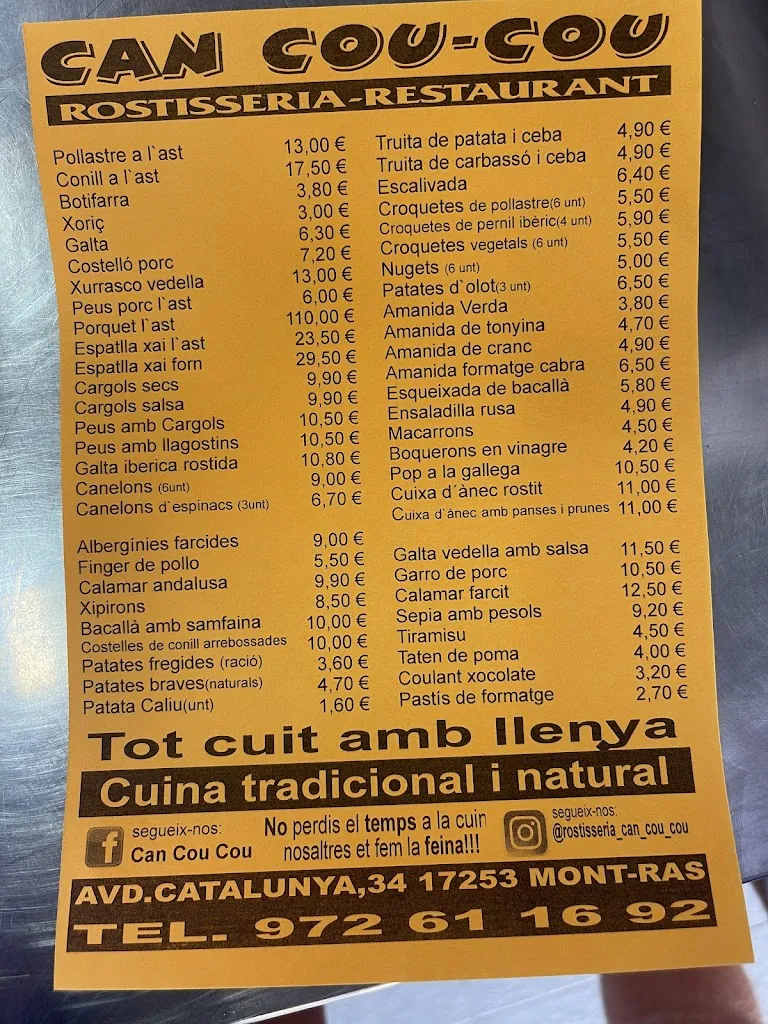 CAN COU-COU
ROSTISSERIA-RESTAURANT
Pollastre a l`ast 13,00 €
Conill a l`ast 17,50 €
Botifarra 3,80 €
Xoriç 3,00 €
Galta 6,30 €
Costelló porc 7,20 €
Xurrasco vedella 13,00 €
Peus porc l`ast 6,00 €
Porquet l`ast 110,00 €
Espatlla xai l`ast 23,50 €
Espatlla xai forn 29,50 €
Cargols secs 9,90 €
Cargols salsa 9,90 €
Peus amb Cargols 10,50 €
Peus amb llagostins 10,50 €
Galta iberica rostida 10,80 €
Canelons (6unt) 9,00 €
Canelons d`espinacs (3unt) 6,70 €
Albergínies farcides 9,00 €
Finger de pollo 5,50 €
Calamar andalusa 9,90 €
Xipirons 8,50 €
Bacallà amb samfaina 10,00 €
Costelles de conill arrebossades 10,00 €
Patates fregides (ració) 3,60 €
Patates braves(naturals) 4,70 €
Patata Caliu(unt) 1,60 €
Truita de patata i ceba 4,90 €
Truita de carbassó i ceba 4,90 €
Escalivada 6,40 €
Croquetes de pollastre(6 unt) 5,50 €
Croquetes de pernil ibèric(4 unt) 5,90 €
Croquetes vegetals (6 unt) 5,50 €
Nugets (6 unt) 5,00 €
Patates d`olot(3 unt) 6,50 €
Amanida Verda 3,80 €
Amanida de tonyina 4,70 €
Amanida de cranc 4,90 €
Amanida formatge cabra 6,50 €
Esqueixada de bacallà 5,80 €
Ensaladilla rusa 4,90 €
Macarrons 4,50 €
Boquerons en vinagre 4,20 €
Pop a la gallega 10,50 €
Cuixa d´ànec rostit 11,00 €
Cuixa d`ànec amb panses i prunes 11,00 €
Galta vedella amb salsa 11,50 €
Garro de porc 10,50 €
Calamar farcit 12,50 €
Sepia amb pesols 9,20 €
Tiramisu 4,50 €
Taten de poma 4,00 €
Coulant xocolate 3,20 €
Pastís de formatge 2,70 €
Tot cuit amb llenya
Cuina tradicional i natural
segueix-nos:
Can Cou Cou
No perdis el temps a la cuin
nosaltres et fem la feina!!!
segueix-nos:
@rostisseria_can_cou_cou
AVD.CATALUNYA,34 17253 MONT-RAS
TEL. 972 61 16 92